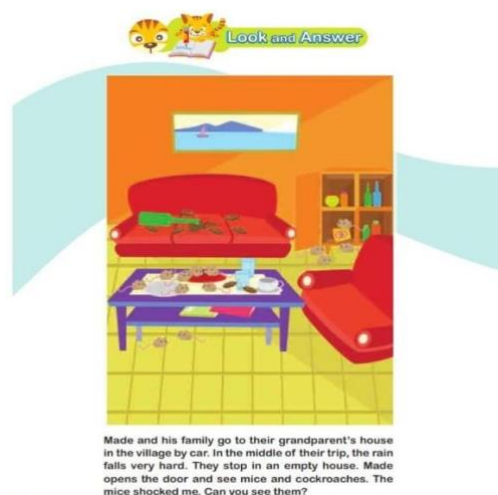 Look and Answer
Made and his family go to their grandparent's house
in the village by car. In the middle of their trip, the rain
falls very hard. They stop in an empty house. Made
opens the door and see mice and cockroaches. The
mice shocked me. Can you see them?